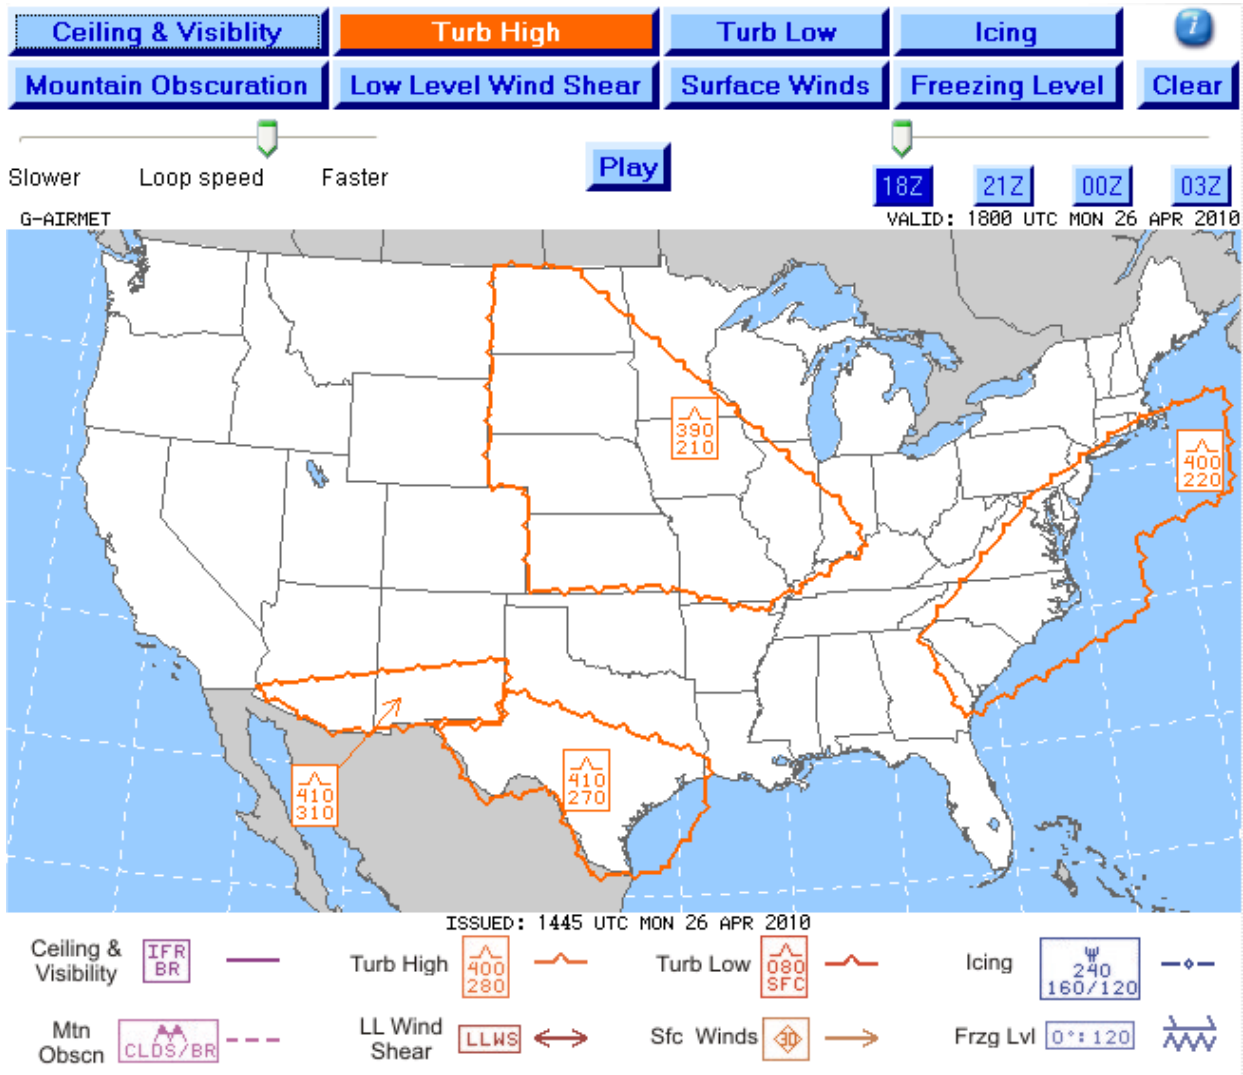 Ceiling & Visiblity Turb High Turb Low Icing i
Mountain Obscuration Low Level Wind Shear Surface Winds Freezing Level Clear
Slower Loop speed Faster Play 18Z 21Z 00Z 03Z
G-AIRMET VALID: 1800 UTC MON 26 APR 2010
390
210
400
220
410
270
410
310
ISSUED: 1445 UTC MON 26 APR 2010
Ceiling & Visibility IFR BR Turb High 400 280 Turb Low 080 SFC Icing 240 160/120
Mtn Obscn CLDS/BR LL Wind Shear LLWS Sfc Winds 30 Frzg Lvl 0°:120